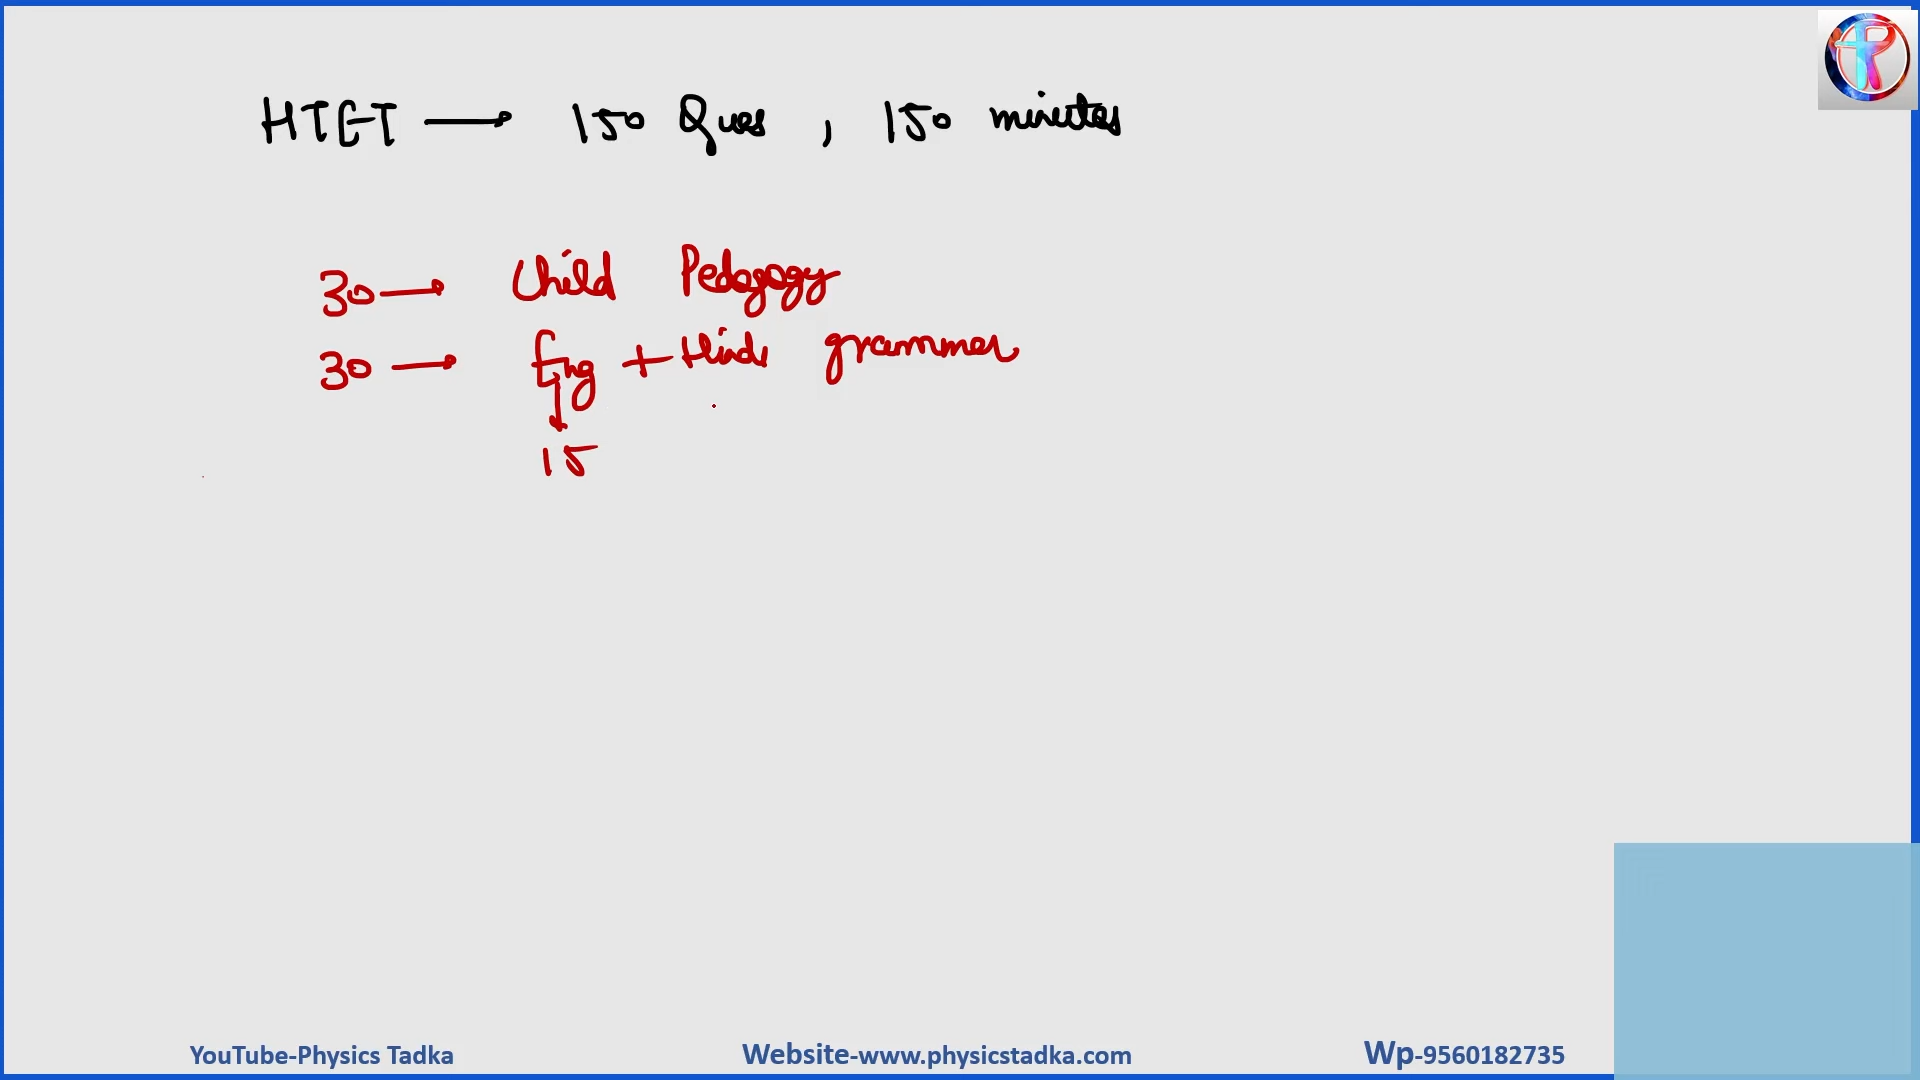 HTET → 150 Ques , 150 minutes
30 → Child Pedagogy
30 → Eng + Hindi grammer
↓
15
YouTube-Physics Tadka Website-www.physicstadka.com Wp-9560182735